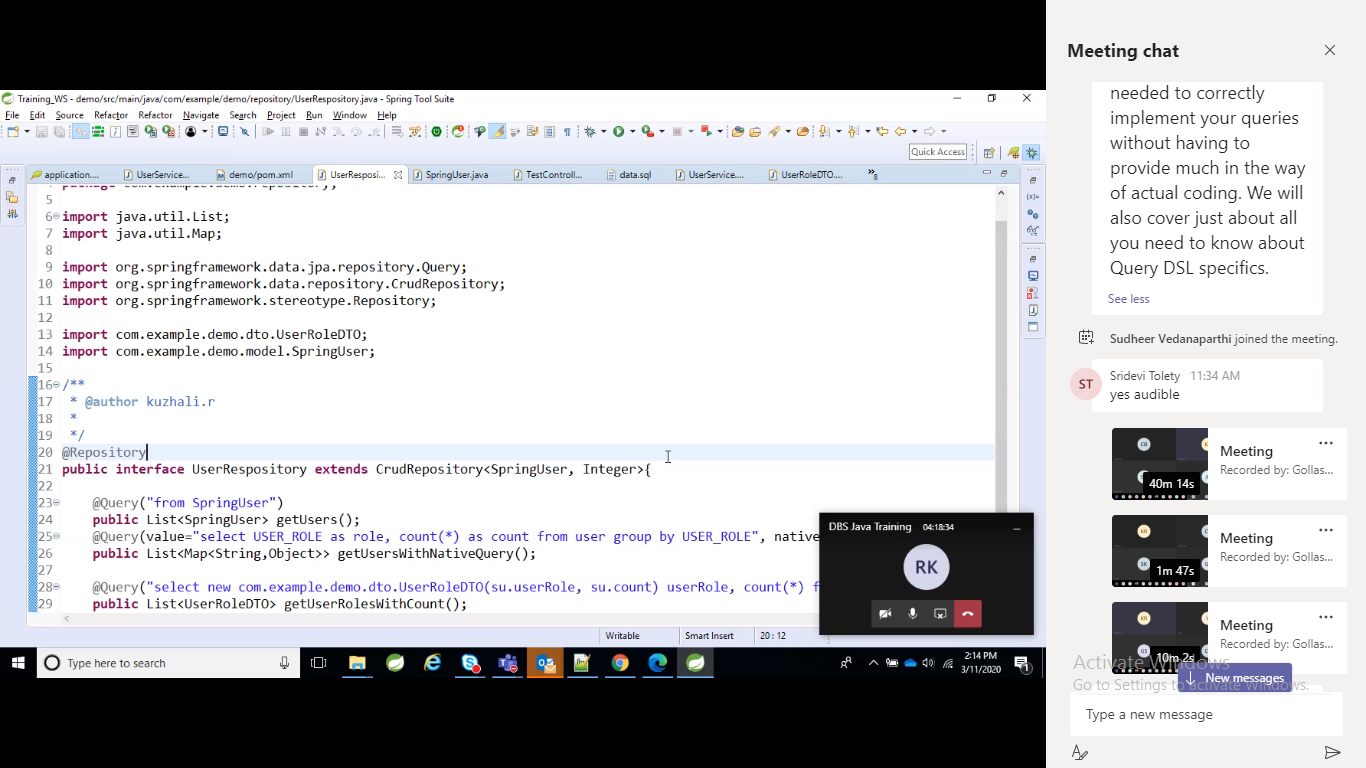 Training_WS - demo/src/main/java/com/example/demo/repository/UserRespository.java - Spring Tool Suite
File Edit Source Refactor Refactor Navigate Search Project Run Window Help
Quick Access
application....
UserService....
demo/pom.xml
UserResposi...
SpringUser.java
TestControll...
data.sql
UserService....
UserRoleDTO....
»8
5
6 import java.util.List;
7 import java.util.Map;
8
9 import org.springframework.data.jpa.repository.Query;
10 import org.springframework.data.repository.CrudRepository;
11 import org.springframework.stereotype.Repository;
12
13 import com.example.demo.dto.UserRoleDTO;
14 import com.example.demo.model.SpringUser;
15
16 /**
17 * @author kuzhali.r
18 *
19 */
20 @Repository
21 public interface UserRespository extends CrudRepository<SpringUser, Integer>{
22
23 @Query("from SpringUser")
24 public List<SpringUser> getUsers();
25 @Query(value="select USER_ROLE as role, count(*) as count from user group by USER_ROLE", native
26 public List<Map<String,Object>> getUsersWithNativeQuery();
27
28 @Query("select new com.example.demo.dto.UserRoleDTO(su.userRole, su.count) userRole, count(*) f
29 public List<UserRoleDTO> getUserRolesWithCount();
DBS Java Training 04:18:34
RK
Writable Smart Insert 20 : 12
Type here to search
2:14 PM
3/11/2020
1
Meeting chat
needed to correctly
implement your queries
without having to
provide much in the way
of actual coding. We will
also cover just about all
you need to know about
Query DSL specifics.
See less
Sudheer Vedanaparthi joined the meeting.
ST
Sridevi Tolety 11:34 AM
yes audible
40m 14s
Meeting
Recorded by: Gollas...
1m 47s
Meeting
Recorded by: Gollas...
10m 2s
Meeting
Recorded by: Gollas...
Activate Windows
Go to Settings to activate Windows.
New messages
Type a new message